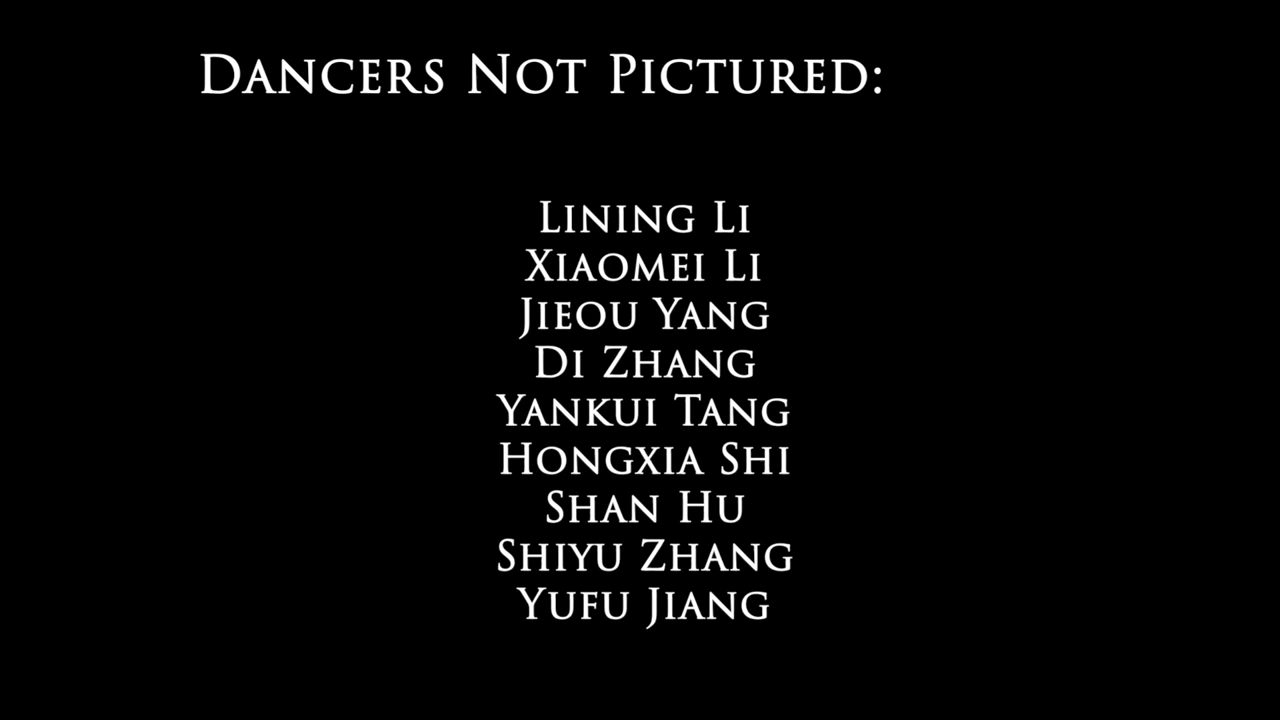 Dancers Not Pictured:
Lining Li
Xiaomei Li
Jieou Yang
Di Zhang
Yankui Tang
Hongxia Shi
Shan Hu
Shiyu Zhang
Yufu Jiang